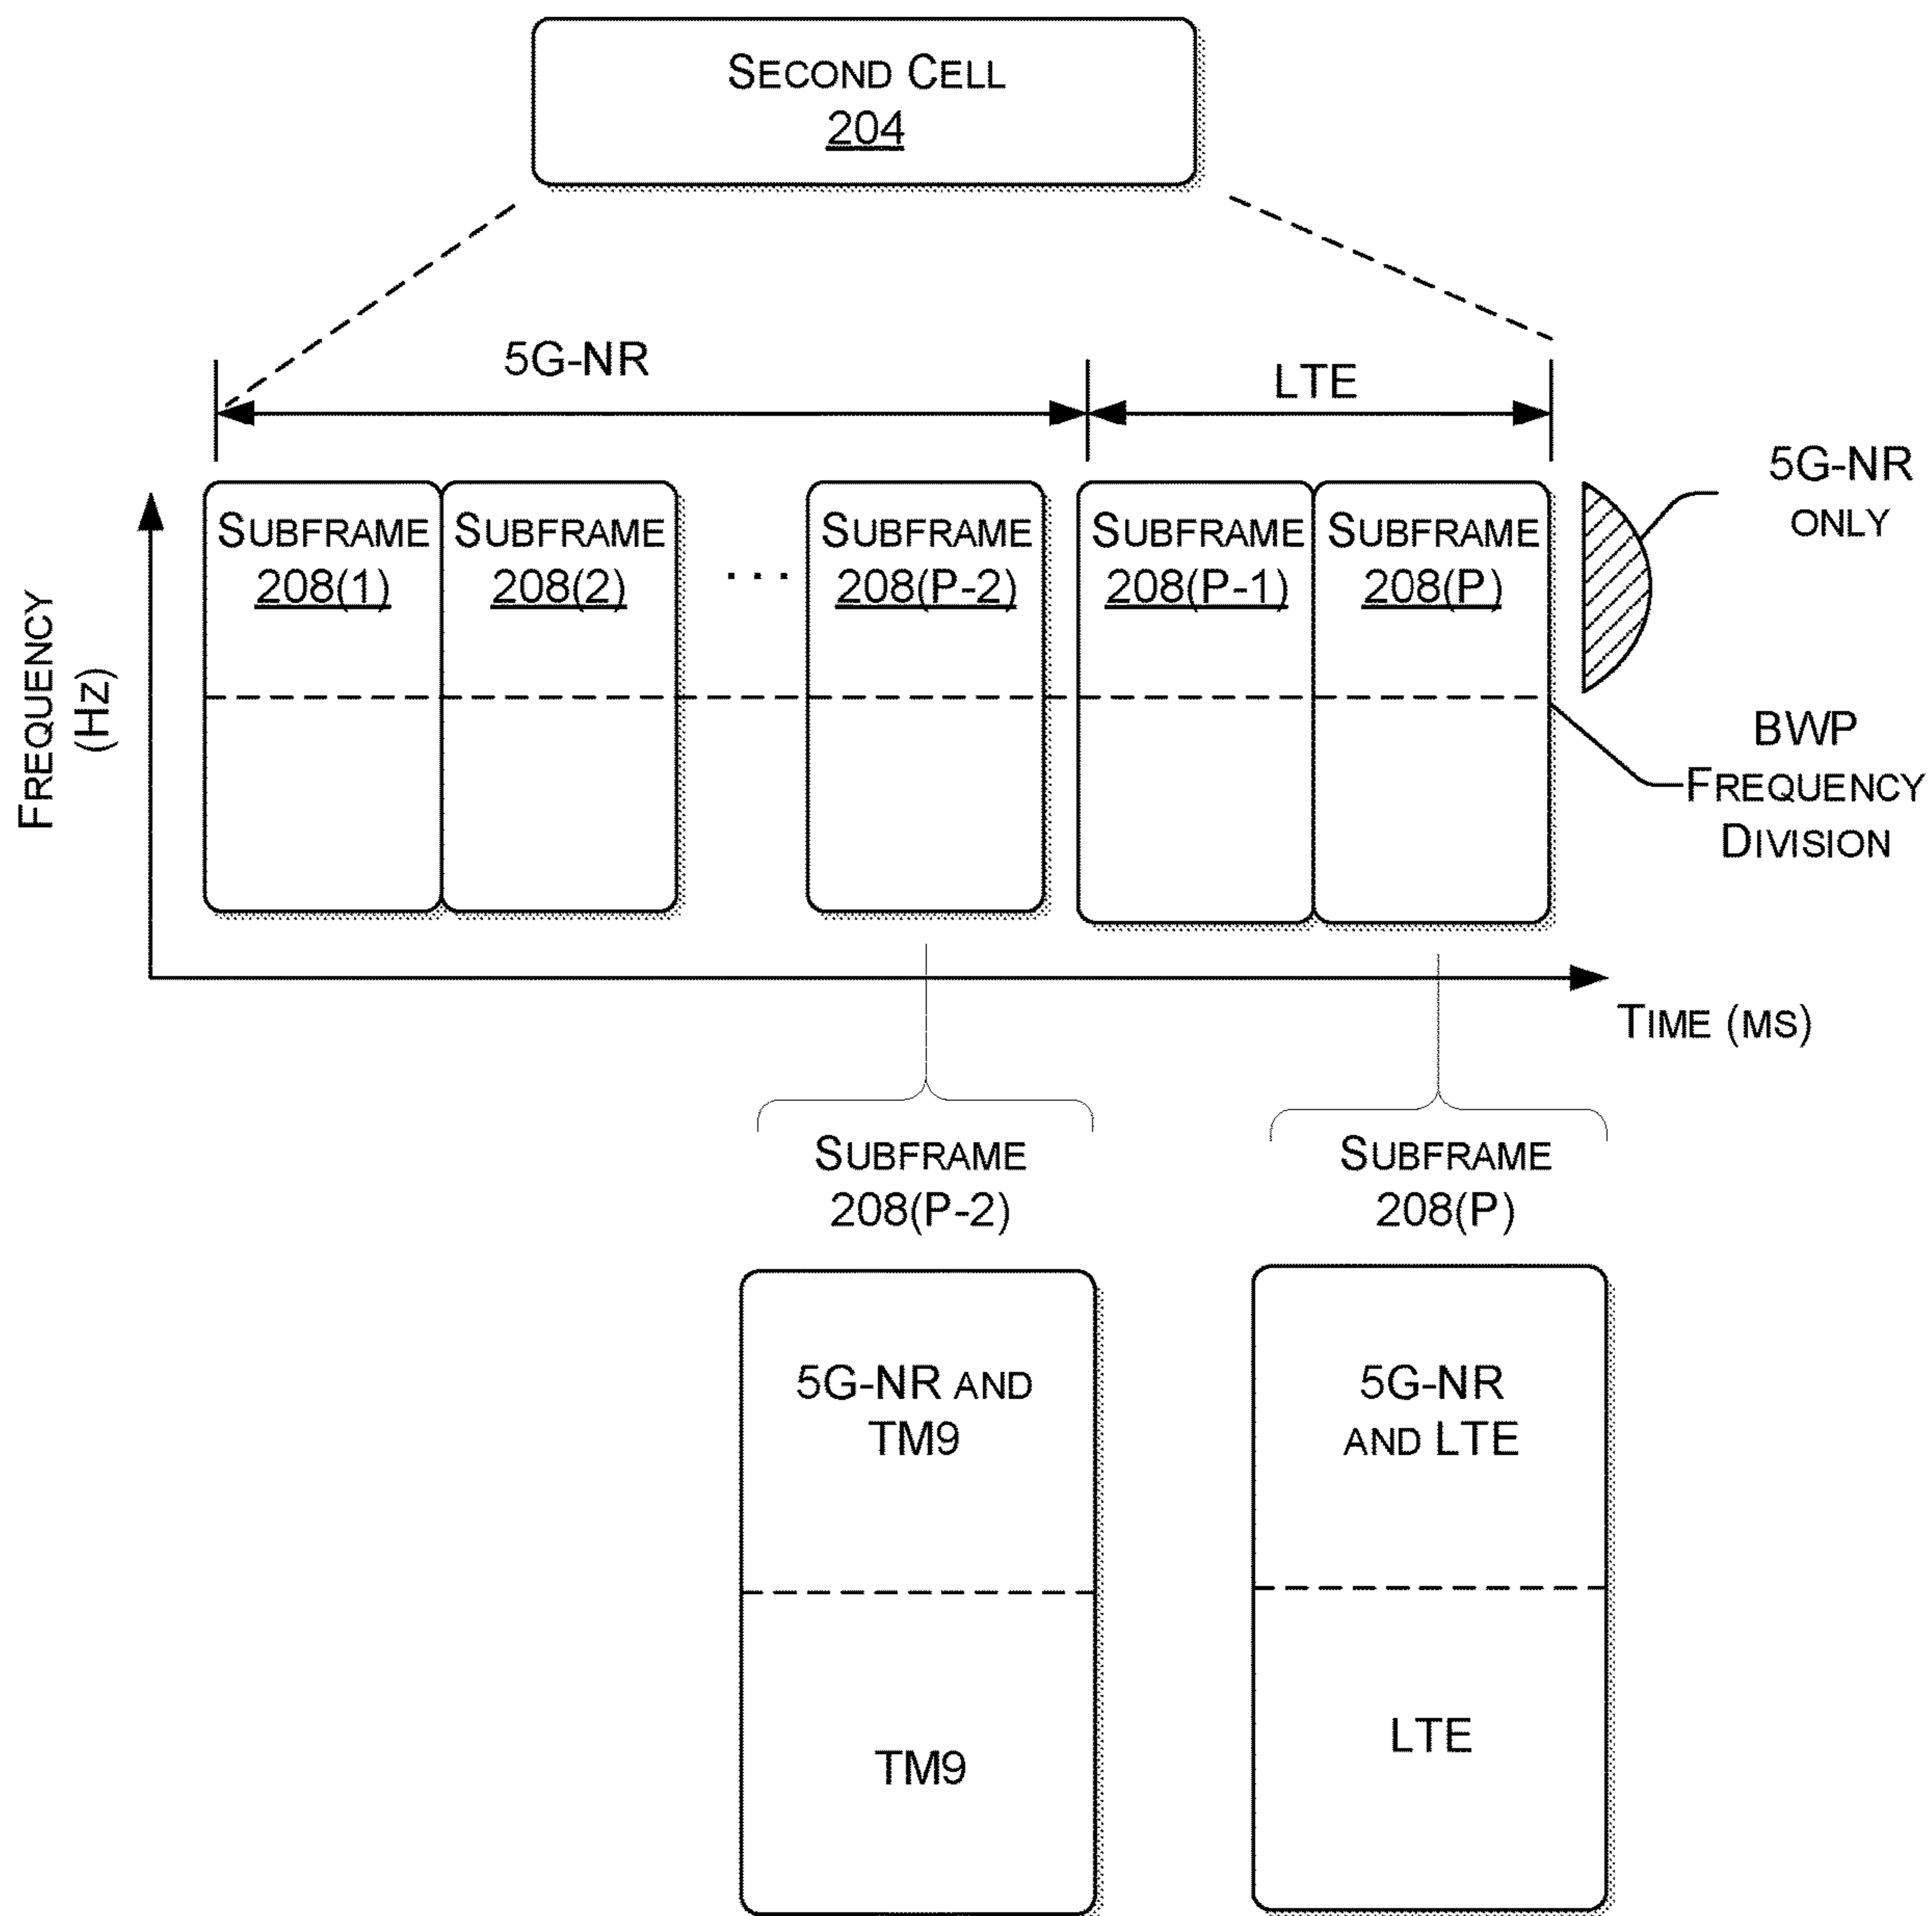 SECOND CELL
204
5G-NR
LTE
5G-NR
ONLY
SUBFRAME
208(1)
SUBFRAME
208(2)
...
SUBFRAME
208(P-2)
SUBFRAME
208(P-1)
SUBFRAME
208(P)
FREQUENCY
(HZ)
BWP
FREQUENCY
DIVISION
TIME (MS)
SUBFRAME
208(P-2)
SUBFRAME
208(P)
5G-NR AND
TM9
5G-NR
AND LTE
TM9
LTE